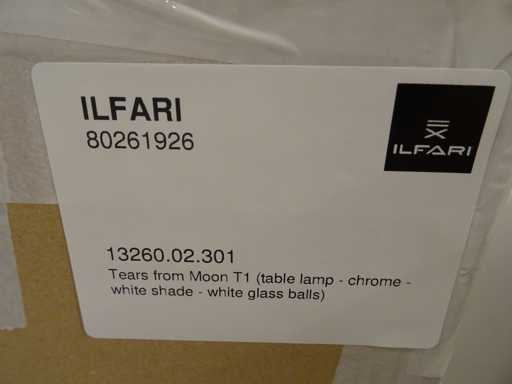 ILFARI
80261926
ILFARI
13260.02.301
Tears from Moon T1 (table lamp - chrome -
white shade - white glass balls)